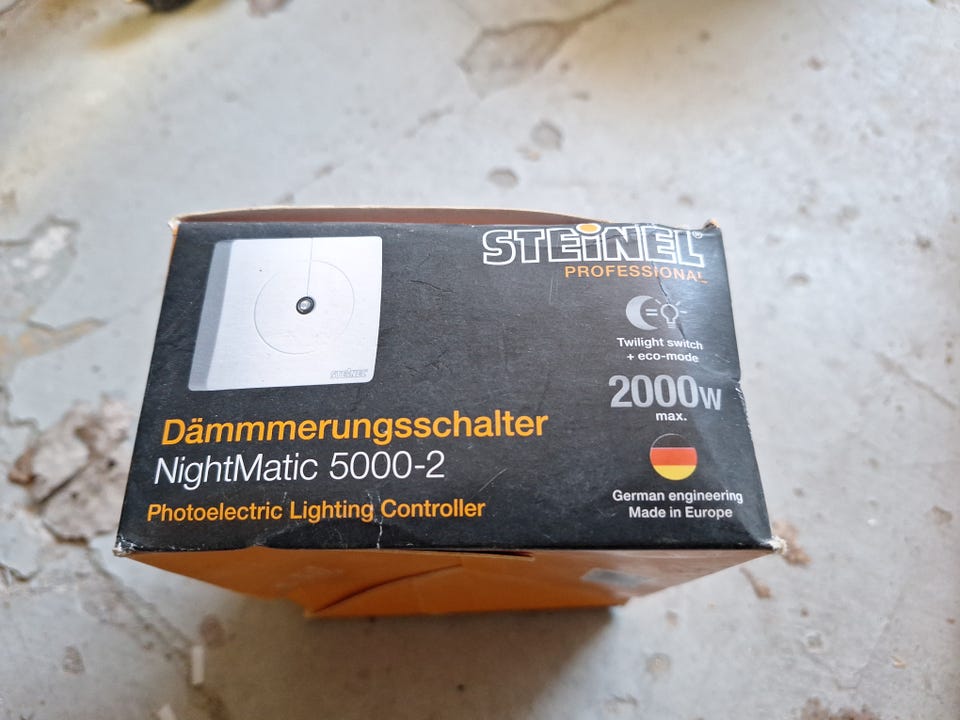 STEINEL®
PROFESSIONAL
STEINEL
Twilight switch
+ eco-mode
2000W
max.
Dämmmerungsschalter
NightMatic 5000-2
Photoelectric Lighting Controller
German engineering
Made in Europe